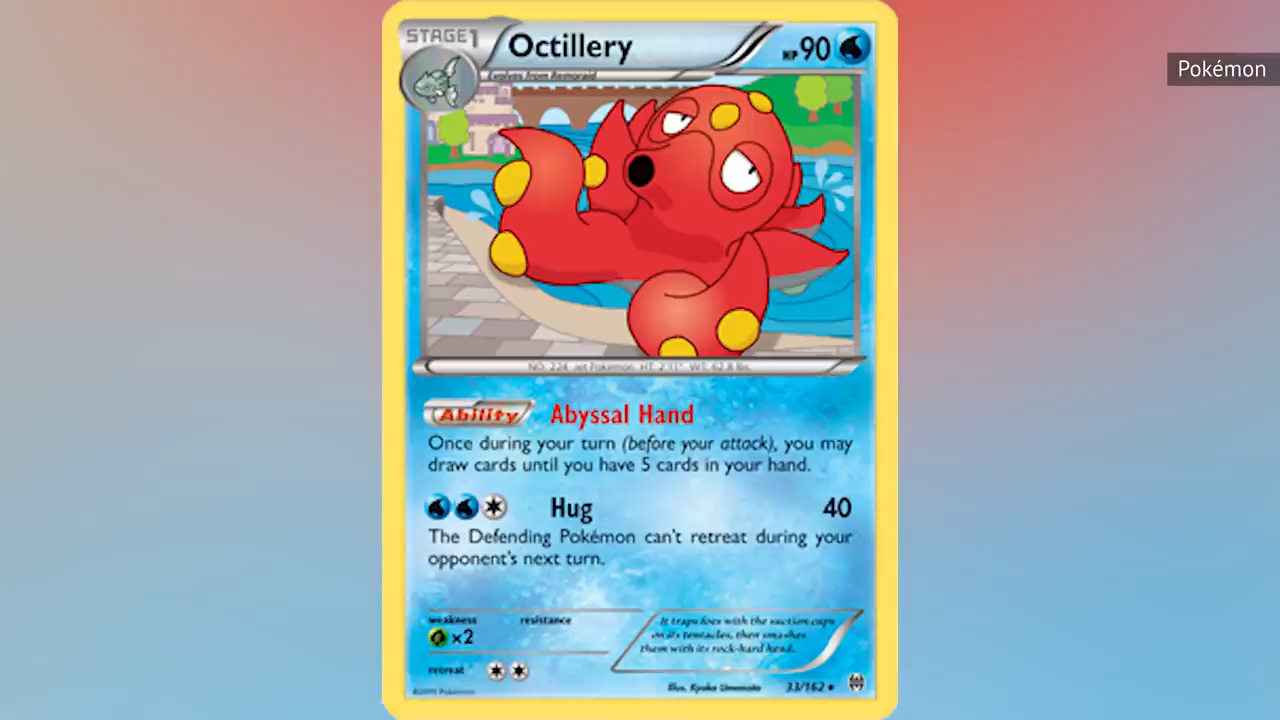 STAGE1
Octillery
HP 90
Pokémon
Evolves from Remoraid
NO. 224 Jet Pokémon HT: 2'11" WT: 62.8 lbs.
Ability Abyssal Hand
Once during your turn (before your attack), you may
draw cards until you have 5 cards in your hand.
Hug 40
The Defending Pokémon can't retreat during your
opponent's next turn.
weakness resistance
×2
It traps foes with the suction cups
on its tentacles, then smashes
them with its rock-hard head.
retreat
©2015 Pokémon
Illus. Kyoko Umemoto 33/162